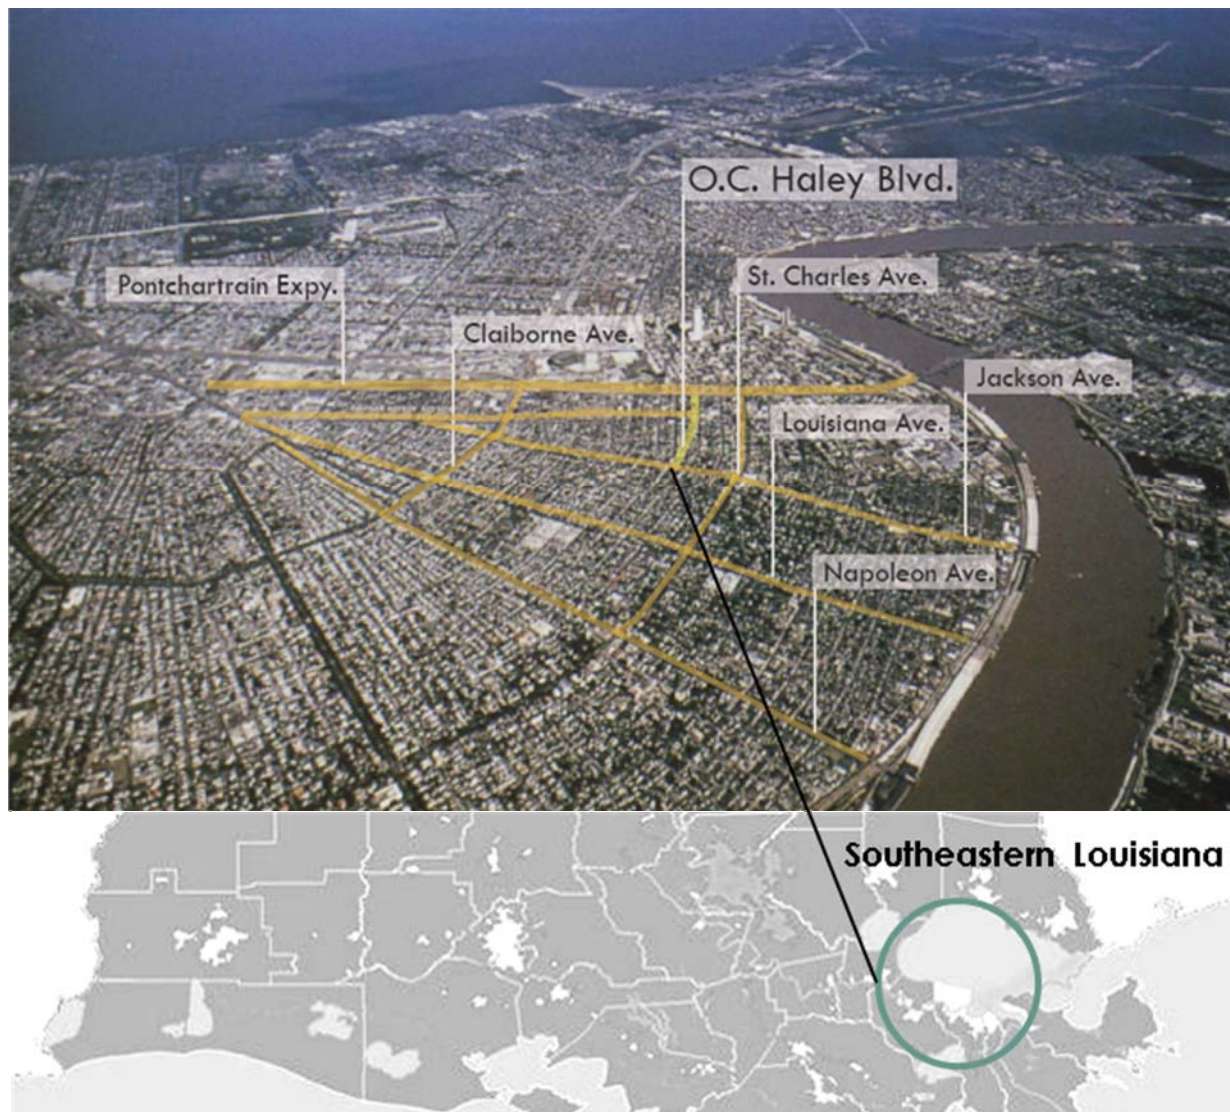 O.C. Haley Blvd.
Pontchartrain Expy.
St. Charles Ave.
Claiborne Ave.
Jackson Ave.
Louisiana Ave.
Napoleon Ave.
Southeastern Louisiana